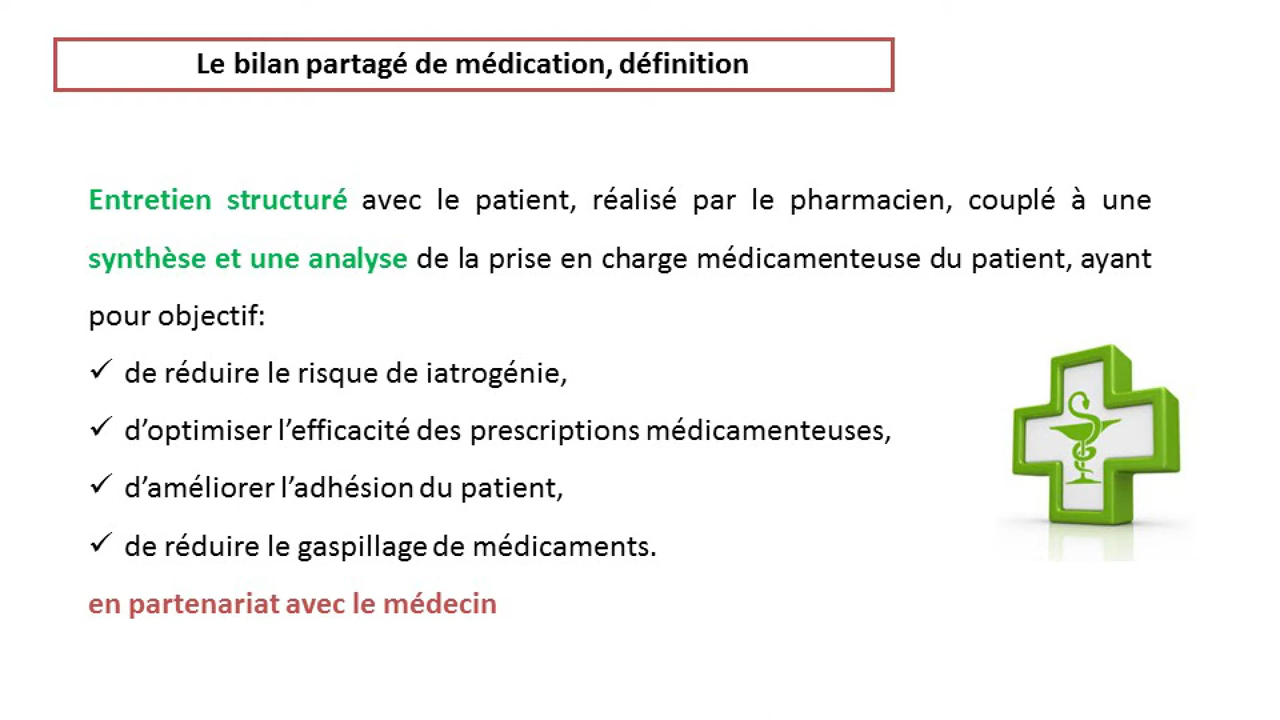 Le bilan partagé de médication, définition
Entretien structuré avec le patient, réalisé par le pharmacien, couplé à une
synthèse et une analyse de la prise en charge médicamenteuse du patient, ayant
pour objectif:
✓ de réduire le risque de iatrogénie,
✓ d’optimiser l’efficacité des prescriptions médicamenteuses,
✓ d’améliorer l’adhésion du patient,
✓ de réduire le gaspillage de médicaments.
en partenariat avec le médecin